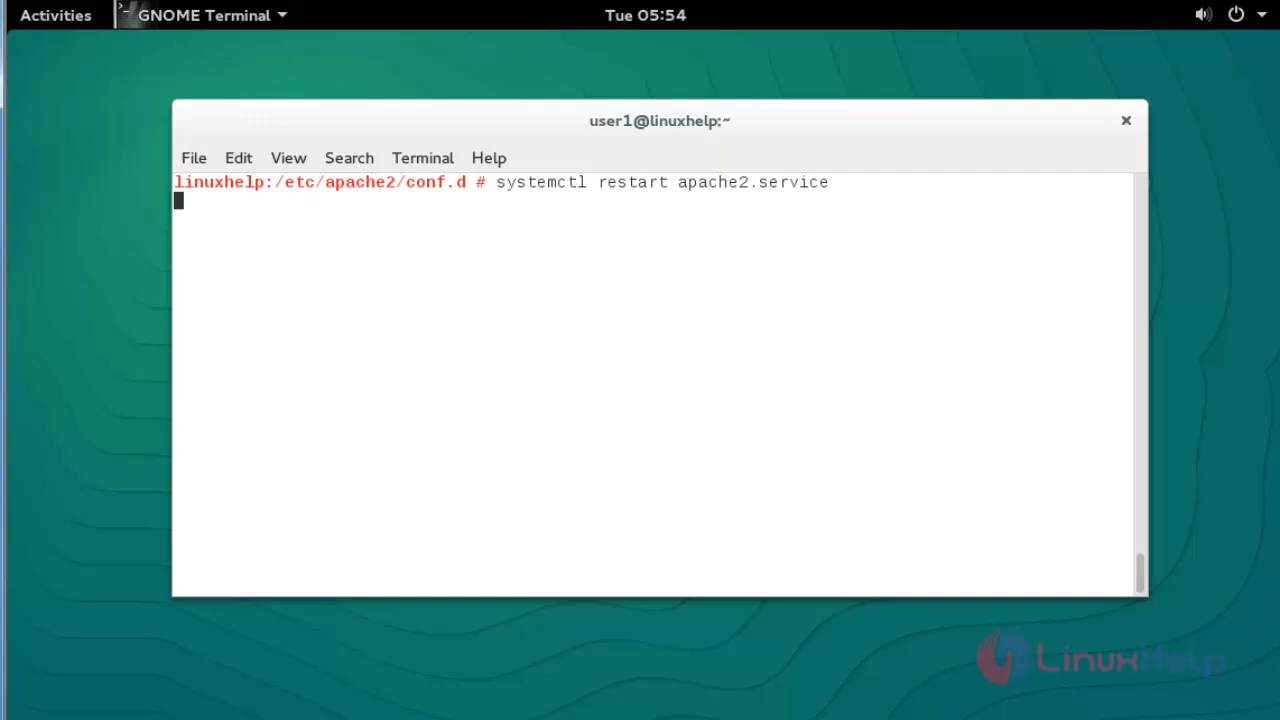 Activities GNOME Terminal Tue 05:54
user1@linuxhelp:~
File Edit View Search Terminal Help
linuxhelp:/etc/apache2/conf.d # systemctl restart apache2.service
LinuxHelp